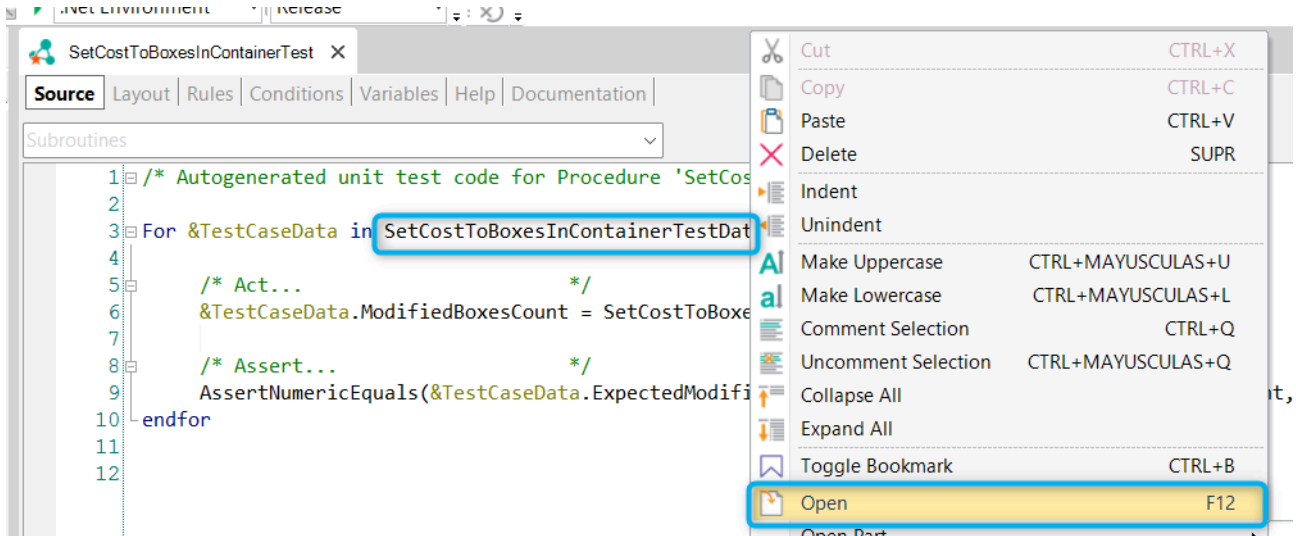 .Net Environment Release
SetCostToBoxesInContainerTest
Source Layout Rules Conditions Variables Help Documentation
Subroutines
1 /* Autogenerated unit test code for Procedure 'SetCos
2
3 For &TestCaseData in SetCostToBoxesInContainerTestDat
4
5 /* Act... */
6 &TestCaseData.ModifiedBoxesCount = SetCostToBoxe
7
8 /* Assert... */
9 AssertNumericEquals(&TestCaseData.ExpectedModifi nt,
10 endfor
11
12
Cut CTRL+X
Copy CTRL+C
Paste CTRL+V
Delete SUPR
Indent
Unindent
Make Uppercase CTRL+MAYUSCULAS+U
Make Lowercase CTRL+MAYUSCULAS+L
Comment Selection CTRL+Q
Uncomment Selection CTRL+MAYUSCULAS+Q
Collapse All
Expand All
Toggle Bookmark CTRL+B
Open F12
Open Part